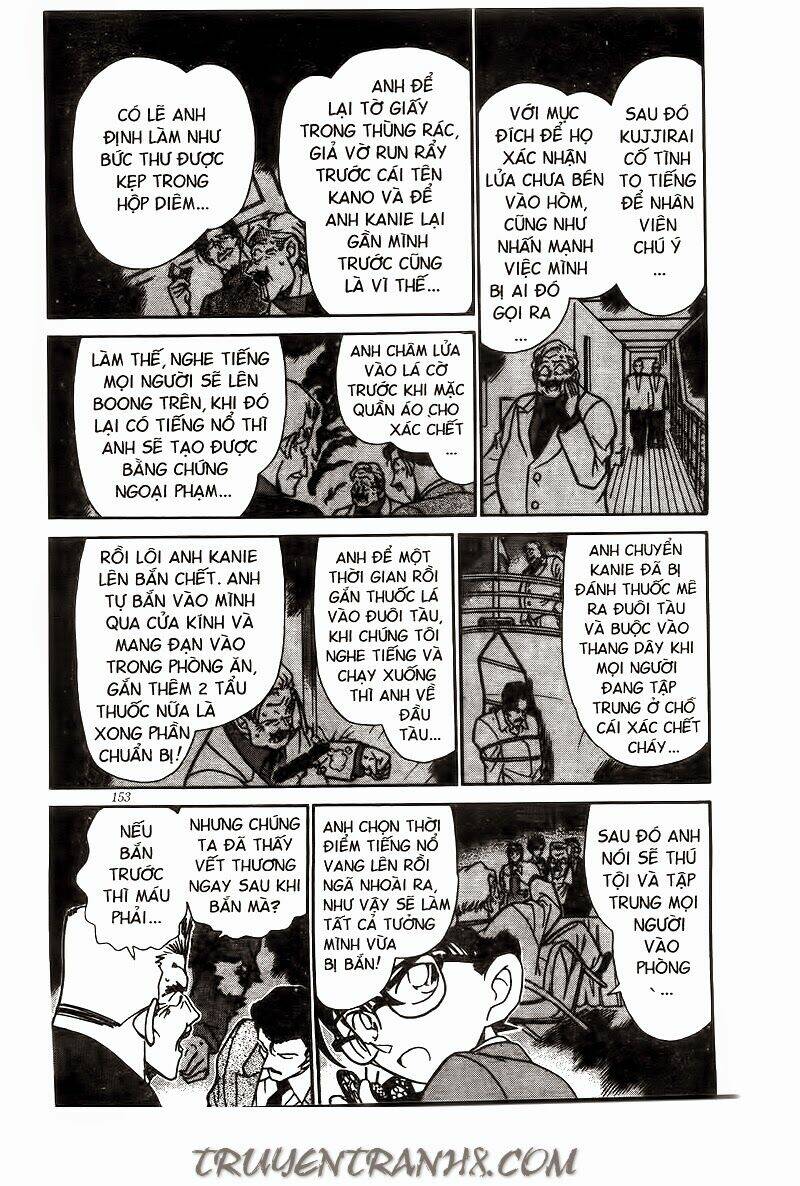 SAU ĐÓ
KUJJIRAI
CỐ TÌNH
TO TIẾNG
ĐỂ NHÂN
VIÊN
CHÚ Ý
...
VỚI MỤC
ĐÍCH ĐỂ HỌ
XÁC NHẬN
LỬA CHƯA BÉN
VÀO HÒM,
CŨNG NHƯ
NHẤN MẠNH
VIỆC MÌNH
BỊ AI ĐÓ
GỌI RA
...
ANH ĐỂ
LẠI TỜ GIẤY
TRONG THÙNG RÁC,
GIẢ VỜ RUN RẨY
TRƯỚC CÁI TÊN
KANO VÀ ĐỂ
ANH KANIE LẠI
GẦN MÌNH
TRƯỚC CŨNG
LÀ VÌ THẾ...
CÓ LẼ ANH
ĐỊNH LÀM NHƯ
BỨC THƯ ĐƯỢC
KẸP TRONG
HỘP DIÊM...
ANH CHÂM LỬA
VÀO LÁ CỜ
TRƯỚC KHI MẶC
QUẦN ÁO CHO
XÁC CHẾT
...
LÀM THẾ, NGHE TIẾNG
MỌI NGƯỜI SẼ LÊN
BOONG TRÊN, KHI ĐÓ
LẠI CÓ TIẾNG NỔ THÌ
ANH SẼ TẠO ĐƯỢC
BẰNG CHỨNG
NGOẠI PHẠM...
ANH CHUYỂN
KANIE ĐÃ BỊ
ĐÁNH THUỐC MÊ
RA ĐUÔI TÀU
VÀ BUỘC VÀO
THANG DÂY KHI
MỌI NGƯỜI
ĐANG TẬP
TRUNG Ở CHỖ
CÁI XÁC CHẾT
CHÁY...
ANH ĐỂ MỘT
THỜI GIAN RỒI
GẮN THUỐC LÁ
VÀO ĐUÔI TÀU,
KHI CHÚNG TÔI
NGHE TIẾNG VÀ
CHẠY XUỐNG
THÌ ANH VỀ
ĐẦU
TÀU...
RỒI LÔI ANH KANIE
LÊN BẮN CHẾT. ANH
TỰ BẮN VÀO MÌNH
QUA CỬA KÍNH VÀ
MANG ĐẠN VÀO
TRONG PHÒNG ĂN,
GẮN THÊM 2 TẨU
THUỐC NỮA LÀ
XONG PHẦN
CHUẨN BỊ!
153
SAU ĐÓ ANH
NÓI SẼ THÚ
TỘI VÀ TẬP
TRUNG MỌI
NGƯỜI
VÀO
PHÒNG
...
ANH CHỌN THỜI
ĐIỂM TIẾNG NỔ
VANG LÊN RỒI
NGÃ NHOÀI RA,
NHƯ VẬY SẼ LÀM
TẤT CẢ TƯỞNG
MÌNH VỪA
BỊ BẮN!
NHƯNG CHÚNG
TA ĐÃ THẤY
VẾT THƯƠNG
NGAY SAU KHI
BẮN MÀ?
NẾU
BẮN
TRƯỚC
THÌ MÁU
PHẢI...
TRUYENTRANH8.COM